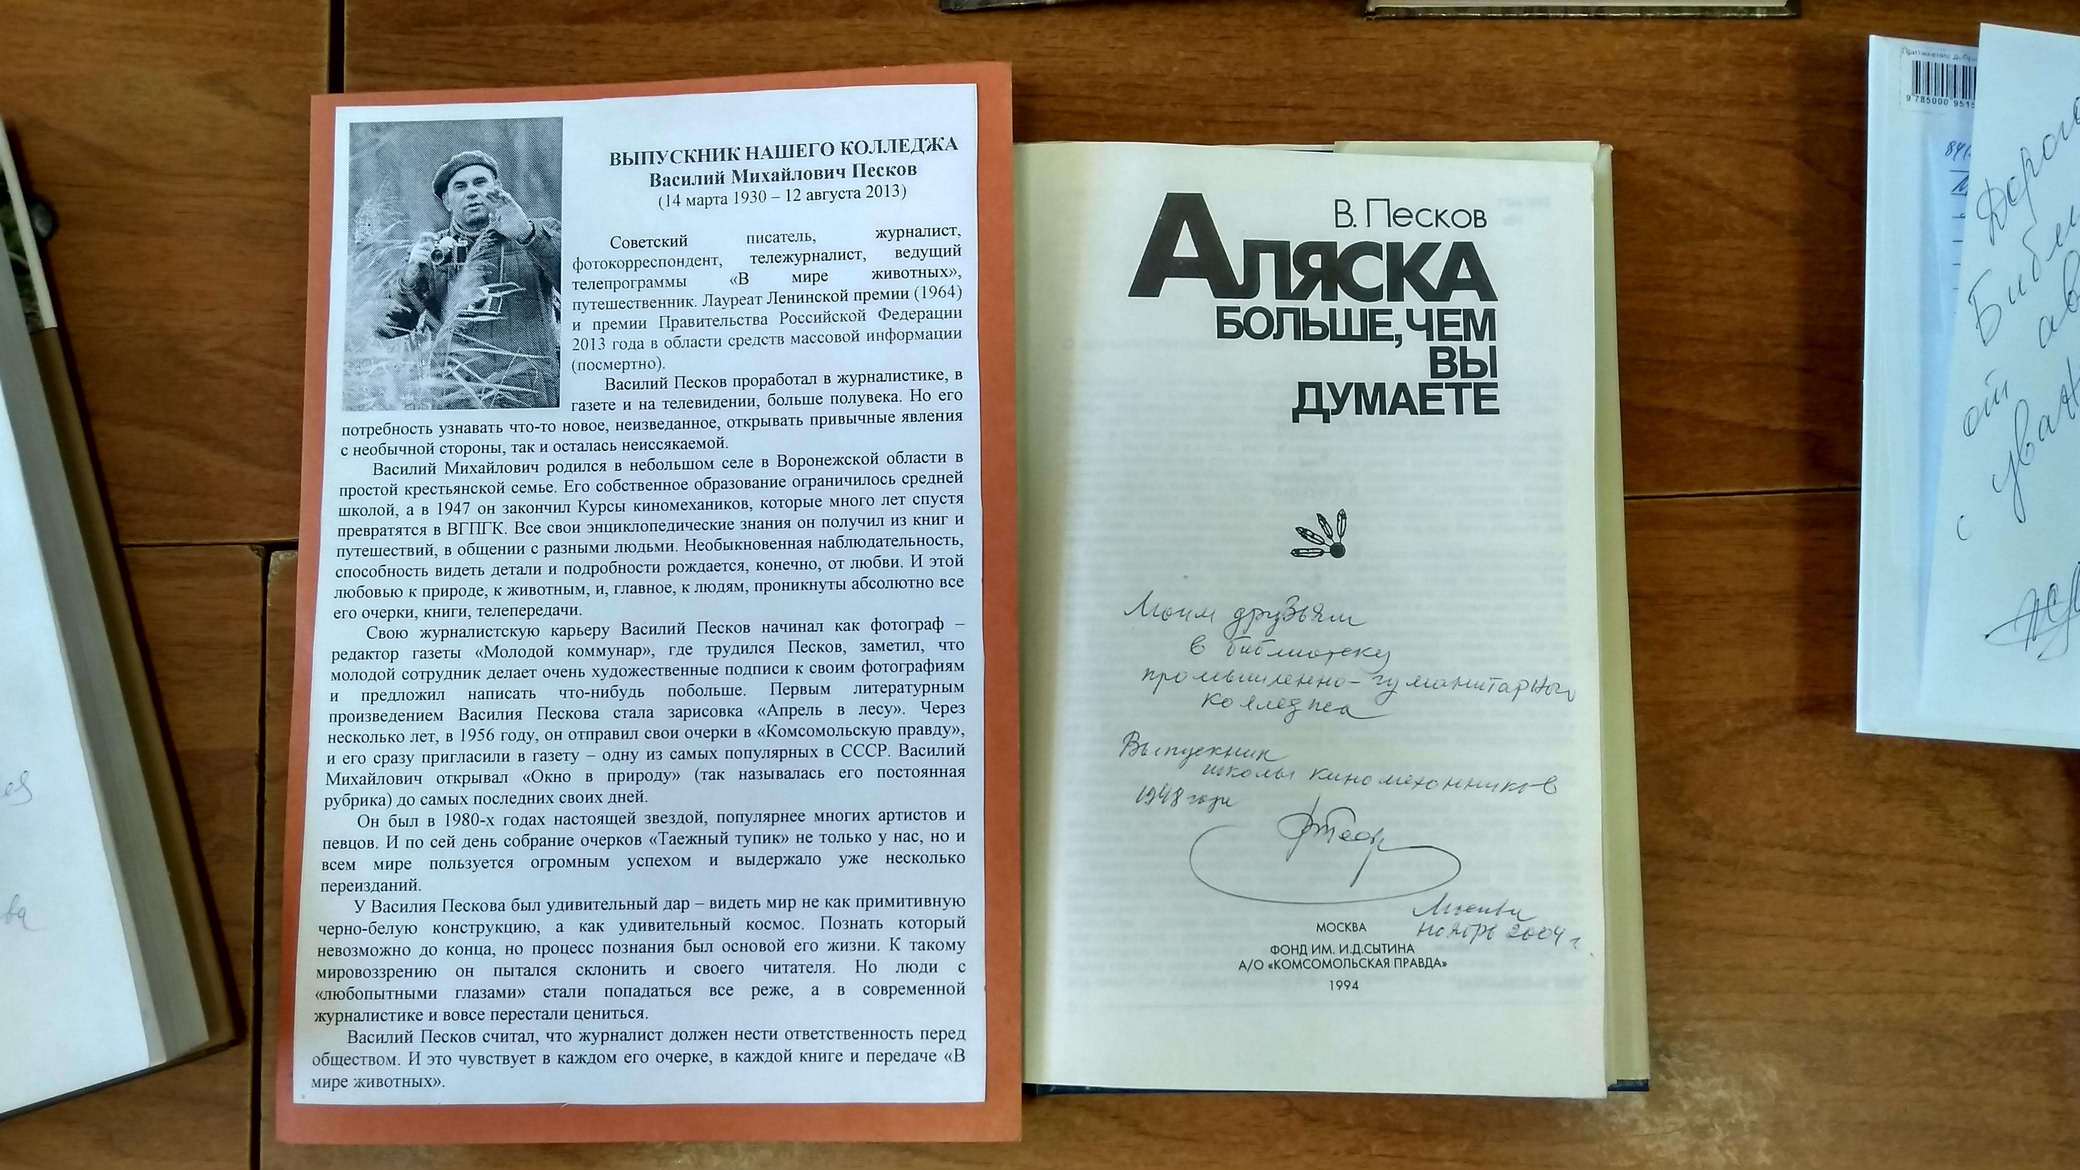 ВЫПУСКНИК НАШЕГО КОЛЛЕДЖА
Василий Михайлович Песков
(14 марта 1930 – 12 августа 2013)
Советский писатель, журналист,
фотокорреспондент, тележурналист, ведущий
телепрограммы «В мире животных»,
путешественник. Лауреат Ленинской премии (1964)
и премии Правительства Российской Федерации
2013 года в области средств массовой информации
(посмертно).
Василий Песков проработал в журналистике, в
газете и на телевидении, больше полувека. Но его
потребность узнавать что-то новое, неизведанное, открывать привычные явления
с необычной стороны, так и осталась неиссякаемой.
Василий Михайлович родился в небольшом селе в Воронежской области в
простой крестьянской семье. Его собственное образование ограничилось средней
школой, а в 1947 он закончил Курсы киномехаников, которые много лет спустя
превратятся в ВГПГК. Все свои энциклопедические знания он получил из книг и
путешествий, в общении с разными людьми. Необыкновенная наблюдательность,
способность видеть детали и подробности рождается, конечно, от любви. И этой
любовью к природе, к животным, и, главное, к людям, проникнуты абсолютно все
его очерки, книги, телепередачи.
Свою журналистскую карьеру Василий Песков начинал как фотограф –
редактор газеты «Молодой коммунар», где трудился Песков, заметил, что
молодой сотрудник делает очень художественные подписи к своим фотографиям
и предложил написать что-нибудь побольше. Первым литературным
произведением Василия Пескова стала зарисовка «Апрель в лесу». Через
несколько лет, в 1956 году, он отправил свои очерки в «Комсомольскую правду»,
и его сразу пригласили в газету – одну из самых популярных в СССР. Василий
Михайлович открывал «Окно в природу» (так называлась его постоянная
рубрика) до самых последних своих дней.
Он был в 1980-х годах настоящей звездой, популярнее многих артистов и
певцов. И по сей день собрание очерков «Таежный тупик» не только у нас, но и
всем мире пользуется огромным успехом и выдержало уже несколько
переизданий.
У Василия Пескова был удивительный дар – видеть мир не как примитивную
черно-белую конструкцию, а как удивительный космос. Познать который
невозможно до конца, но процесс познания был основой его жизни. К такому
мировоззрению он пытался склонить и своего читателя. Но люди с
«любопытными глазами» стали попадаться все реже, а в современной
журналистике и вовсе перестали цениться.
Василий Песков считал, что журналист должен нести ответственность перед
обществом. И это чувствует в каждом его очерке, в каждой книге и передаче «В
мире животных».
В. Песков
Аляска
БОЛЬШЕ, ЧЕМ
ВЫ
ДУМАЕТЕ
Моим друзьям
в библиотеку
промышленно-гуманитарного
колледжа
Выпускник
школы киномехаников
1948 года
Москва
ноябрь 2004 г
МОСКВА
ФОНД ИМ. И.Д.СЫТИНА
А/О «КОМСОМОЛЬСКАЯ ПРАВДА»
1994
9 785000 951
от
с